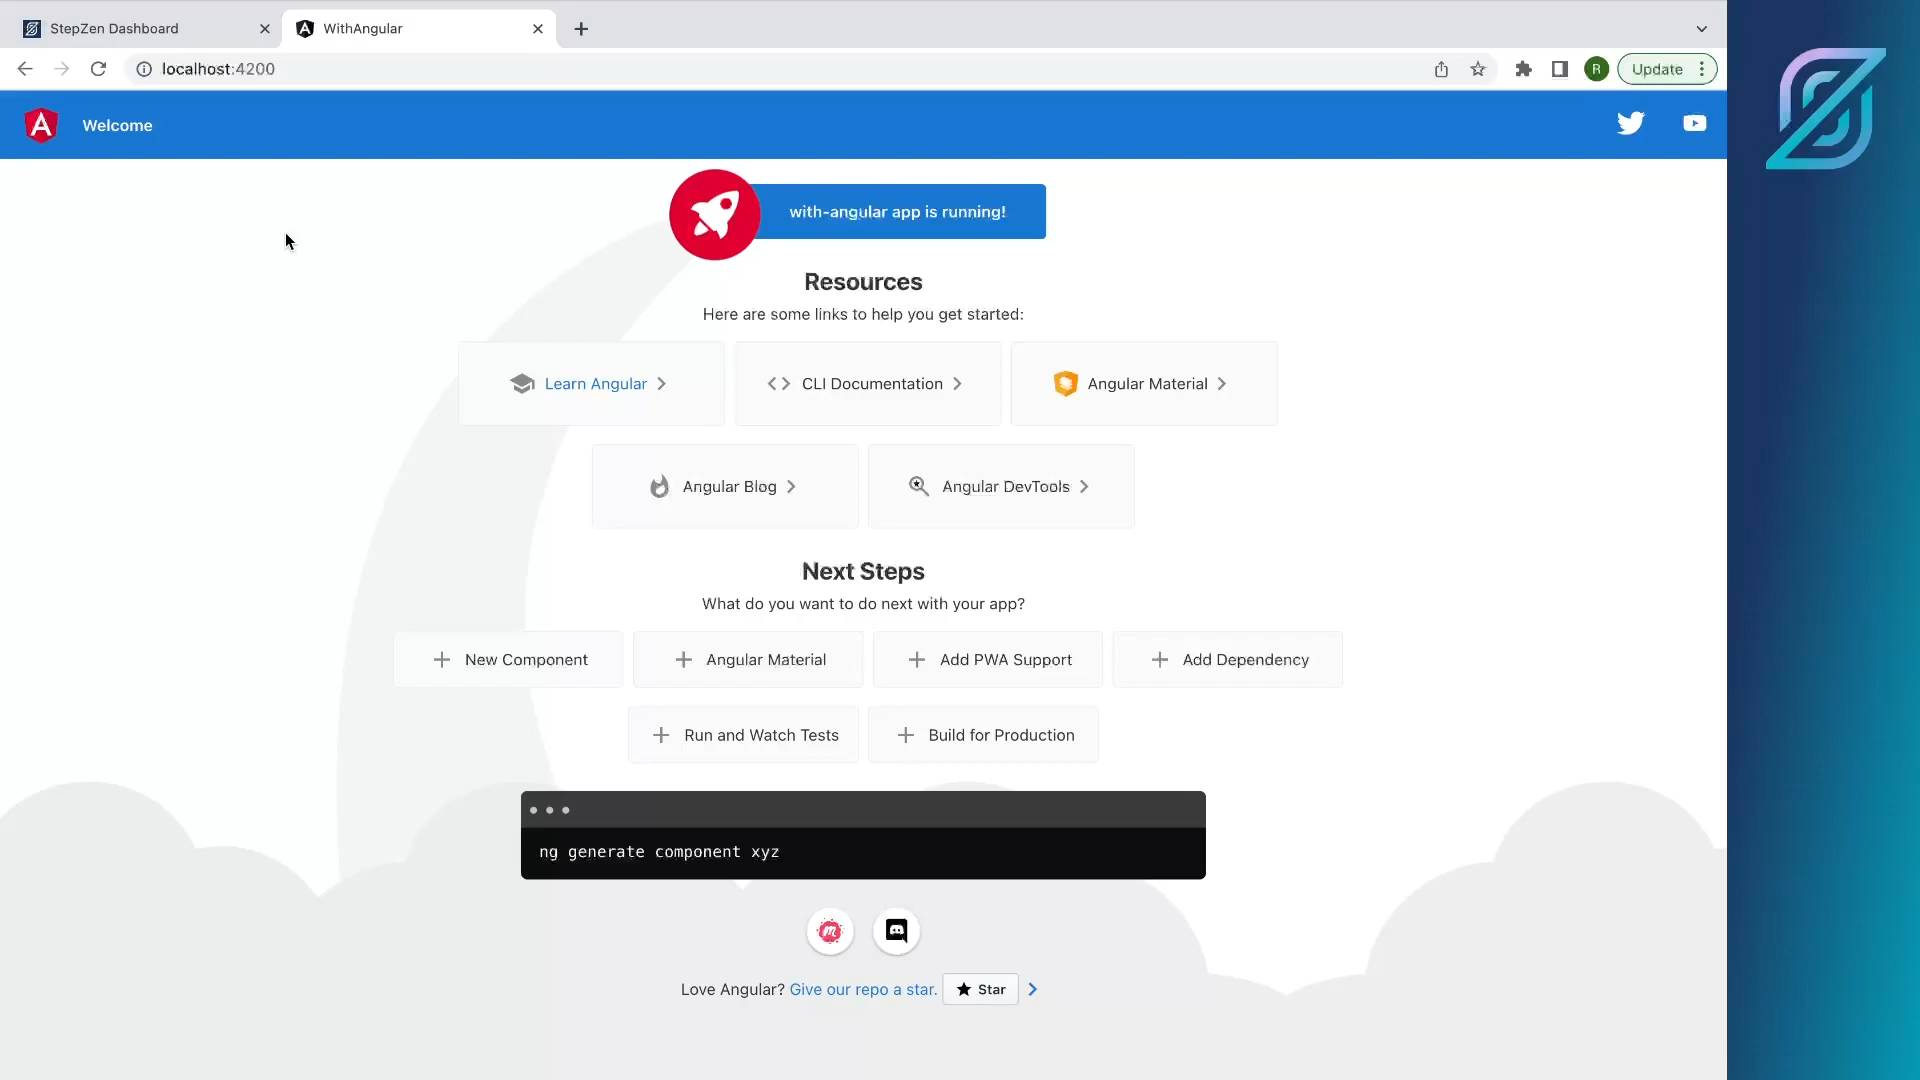 StepZen Dashboard
WithAngular
localhost:4200
R
Update
Welcome
with-angular app is running!
Resources
Here are some links to help you get started:
Learn Angular
CLI Documentation
Angular Material
Angular Blog
Angular DevTools
Next Steps
What do you want to do next with your app?
New Component
Angular Material
Add PWA Support
Add Dependency
Run and Watch Tests
Build for Production
ng generate component xyz
Love Angular? Give our repo a star. Star